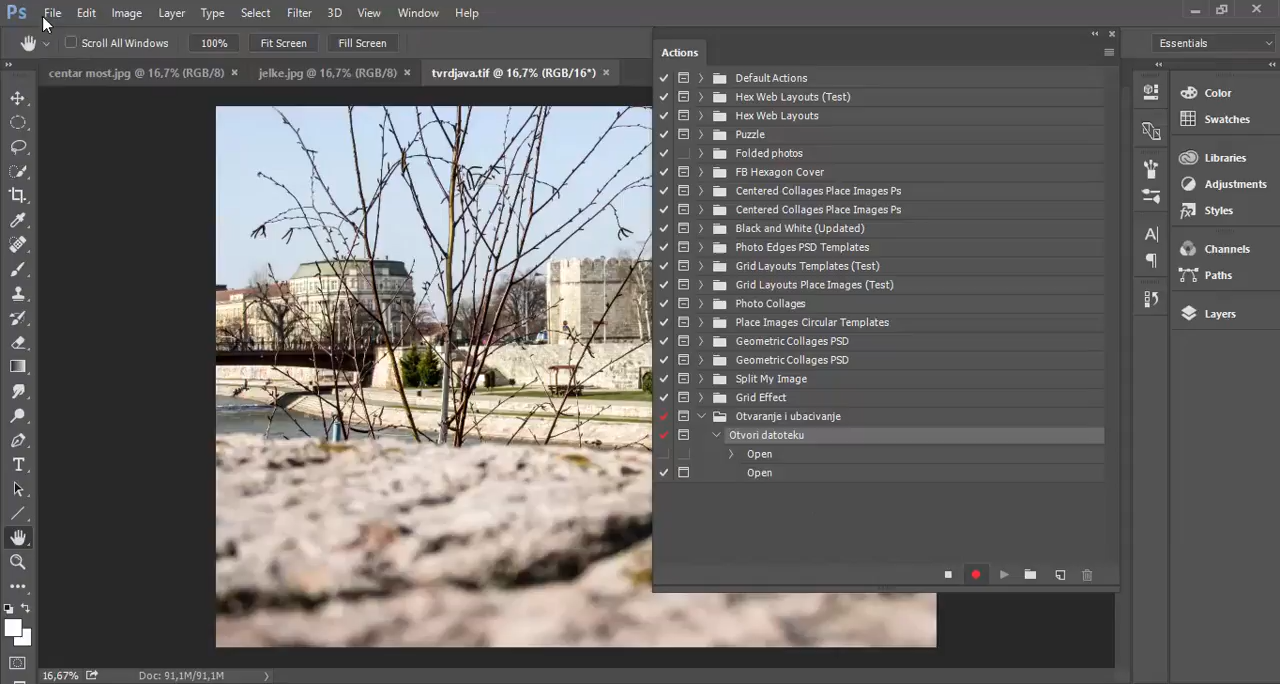 Ps File Edit Image Layer Type Select Filter 3D View Window Help
Scroll All Windows 100% Fit Screen Fill Screen Essentials
centar most.jpg @ 16,7% (RGB/8) × jelke.jpg @ 16,7% (RGB/8) × tvrdjava.tif @ 16,7% (RGB/16*) ×
Actions
Default Actions
Hex Web Layouts (Test)
Hex Web Layouts
Puzzle
Folded photos
FB Hexagon Cover
Centered Collages Place Images Ps
Centered Collages Place Images Ps
Black and White (Updated)
Photo Edges PSD Templates
Grid Layouts Templates (Test)
Grid Layouts Place Images (Test)
Photo Collages
Place Images Circular Templates
Geometric Collages PSD
Geometric Collages PSD
Split My Image
Grid Effect
Otvaranje i ubacivanje
Otvori datoteku
Open
Open
Color
Swatches
Libraries
Adjustments
Styles
Channels
Paths
Layers
16,67% Doc: 91,1M/91,1M